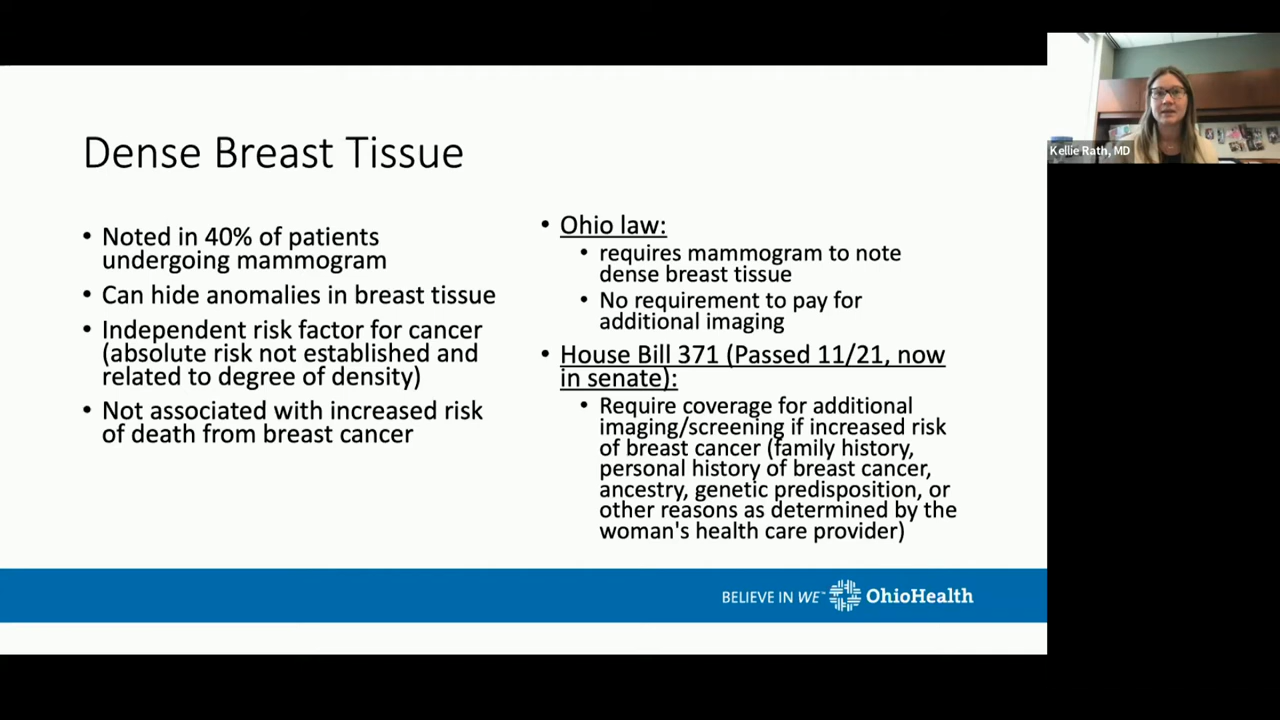 Dense Breast Tissue
• Noted in 40% of patients
undergoing mammogram
• Can hide anomalies in breast tissue
• Independent risk factor for cancer
(absolute risk not established and
related to degree of density)
• Not associated with increased risk
of death from breast cancer
• Ohio law:
• requires mammogram to note
dense breast tissue
• No requirement to pay for
additional imaging
• House Bill 371 (Passed 11/21, now
in senate):
• Require coverage for additional
imaging/screening if increased risk
of breast cancer (family history,
personal history of breast cancer,
ancestry, genetic predisposition, or
other reasons as determined by the
woman's health care provider)
BELIEVE IN WE™ OhioHealth
Kellie Rath, MD